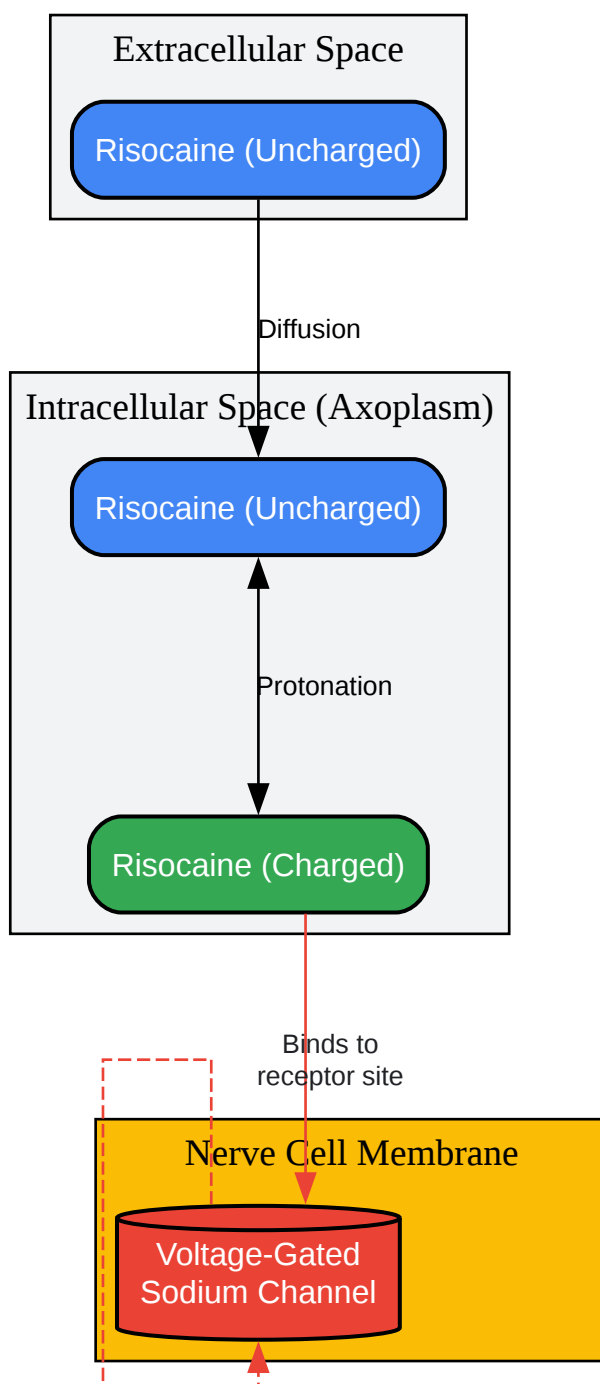 Extracellular Space
Risocaine (Uncharged)
Diffusion
Intracellular Space (Axoplasm)
Risocaine (Uncharged)
Protonation
Risocaine (Charged)
Binds to
receptor site
Nerve Cell Membrane
Voltage-Gated
Sodium Channel